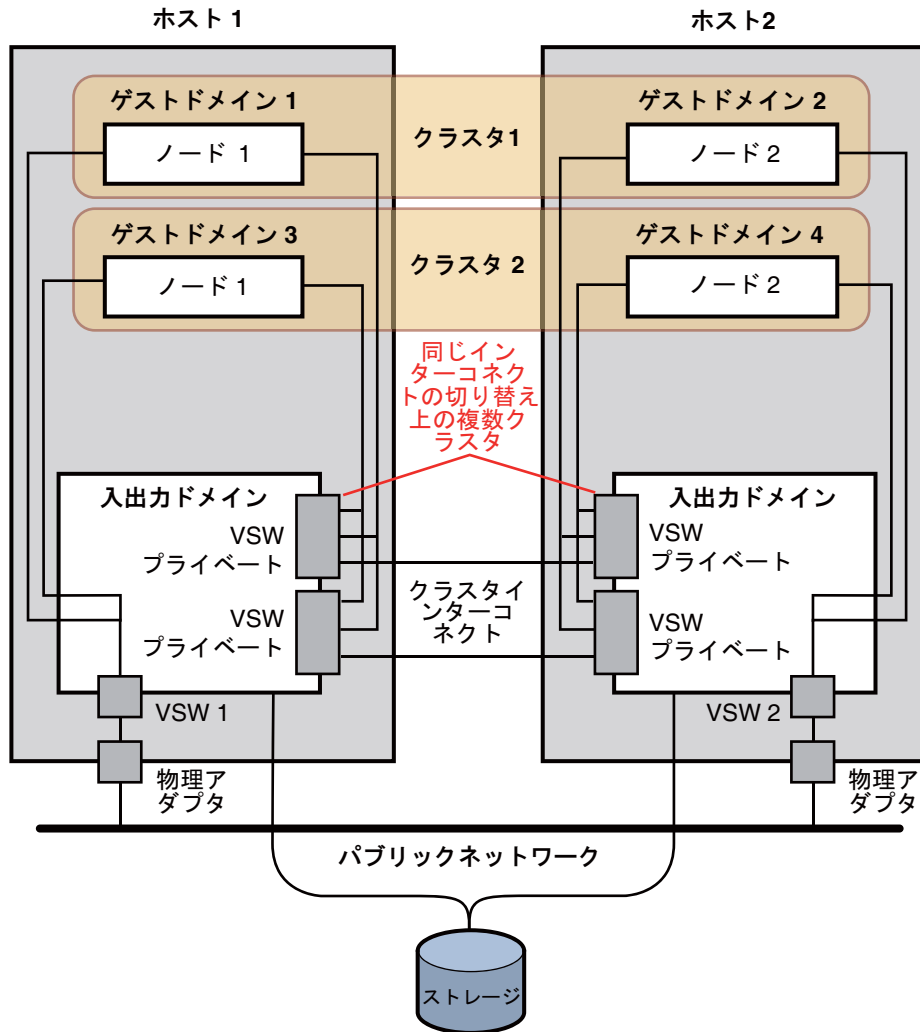 ホスト 1
ホスト2
ゲストドメイン 1
ノード 1
クラスタ1
ゲストドメイン 2
ノード 2
ゲストドメイン 3
ノード 1
クラスタ 2
ゲストドメイン 4
ノード 2
同じイン
ターコネク
トの切り替え
上の複数ク
ラスタ
入出力ドメイン
VSW
プライベート
VSW
プライベート
クラスタイ
ンターコ
ネクト
入出力ドメイン
VSW
プライベート
VSW
プライベート
VSW 1
VSW 2
物理ア
ダプタ
物理ア
ダプタ
パブリックネットワーク
ストレージ